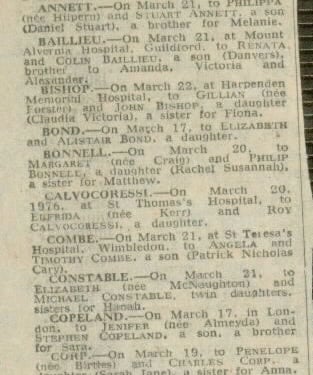 ANNETT.—On March 21, to PHILIPPA
(née Hilpern) and STUART ANNETT, a son
(Daniel Stuart), a brother for Melanie.
BAILLIEU.—On March 21, at Mount
Alvernia Hospital, Guildford, to RENATA
and COLIN BAILLIEU, a son (Danvers),
brother to Amanda, Victoria and
Alexander.
BISHOP.—On March 22, at Harpenden
Memorial Hospital, to GILLIAN (née
Forster) and JOHN BISHOP, a daughter
(Claudia Victoria), a sister for Fiona.
BOND.—On March 17, to ELIZABETH
and ALISTAIR BOND, a daughter.
BONNELL.—On March 20, to
MARGARET (née Craig) and PHILIP
BONNELL, a daughter (Rachel Susannah),
a sister for Matthew.
CALVOCORESSI.—On March 20,
1976, at St Thomas's Hospital, to
ELFRIDA (née Kerr) and ROY
CALVOCORESSI, a daughter.
COMBE.—On March 21, at St Teresa's
Hospital, Wimbledon, to ANGELA and
TIMOTHY COMBE, a son (Patrick Nicholas
Cary).
CONSTABLE.—On March 21, to
ELIZABETH (née McNaughton) and
MICHAEL CONSTABLE, twin daughters,
sisters for Hanah.
COPELAND.—On March 17, in Lon-
don, to JENIFER (née Almeyda) and
STEPHEN COPELAND, a son, a brother
for Sara.
CORP.—On March 19, to PENELOPE
(née Birtles) and CHARLES CORP, a
(Sarah Jane), a sister for Anna.